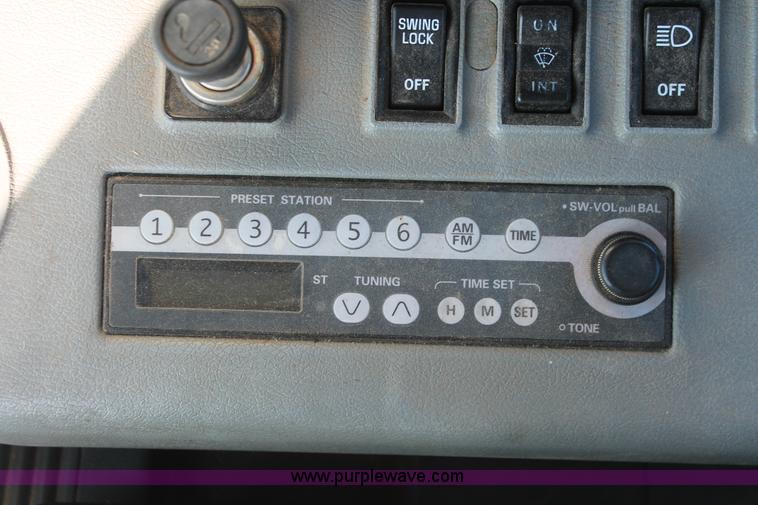 SWING
LOCK
OFF
ON
INT
OFF
PRESET STATION
SW-VOL pull BAL
1 2 3 4 5 6 AM FM TIME
ST TUNING TIME SET
H M SET
TONE
www.purplewave.com